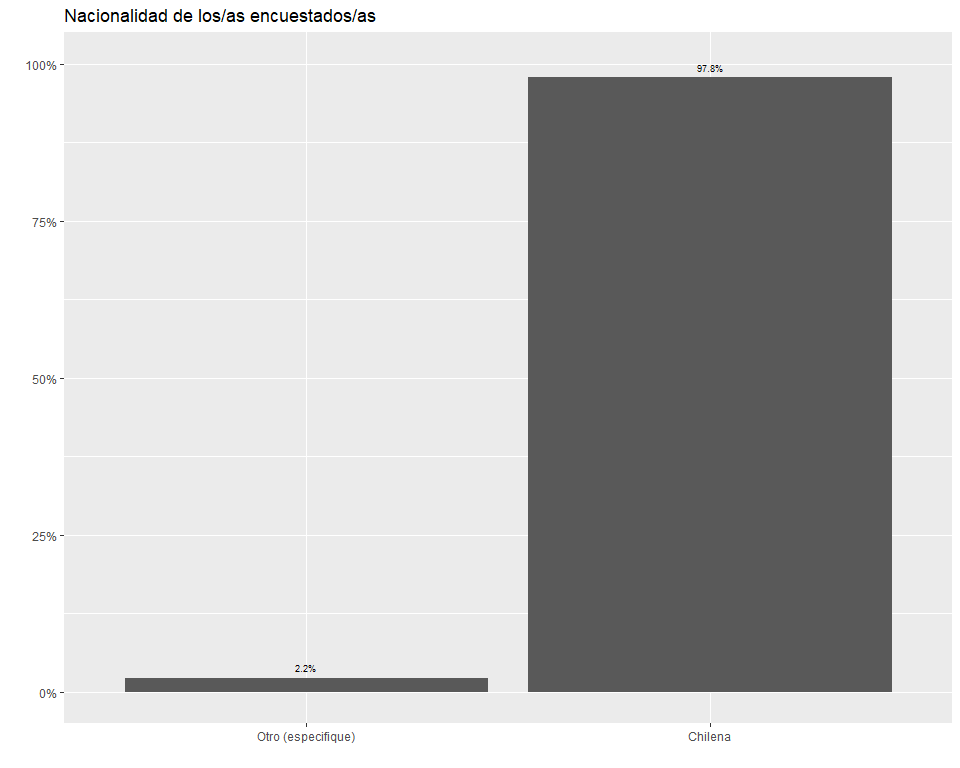 Nacionalidad de los/as encuestados/as
100%
97.8%
75%
50%
25%
2.2%
0%
Otro (especifique)
Chilena